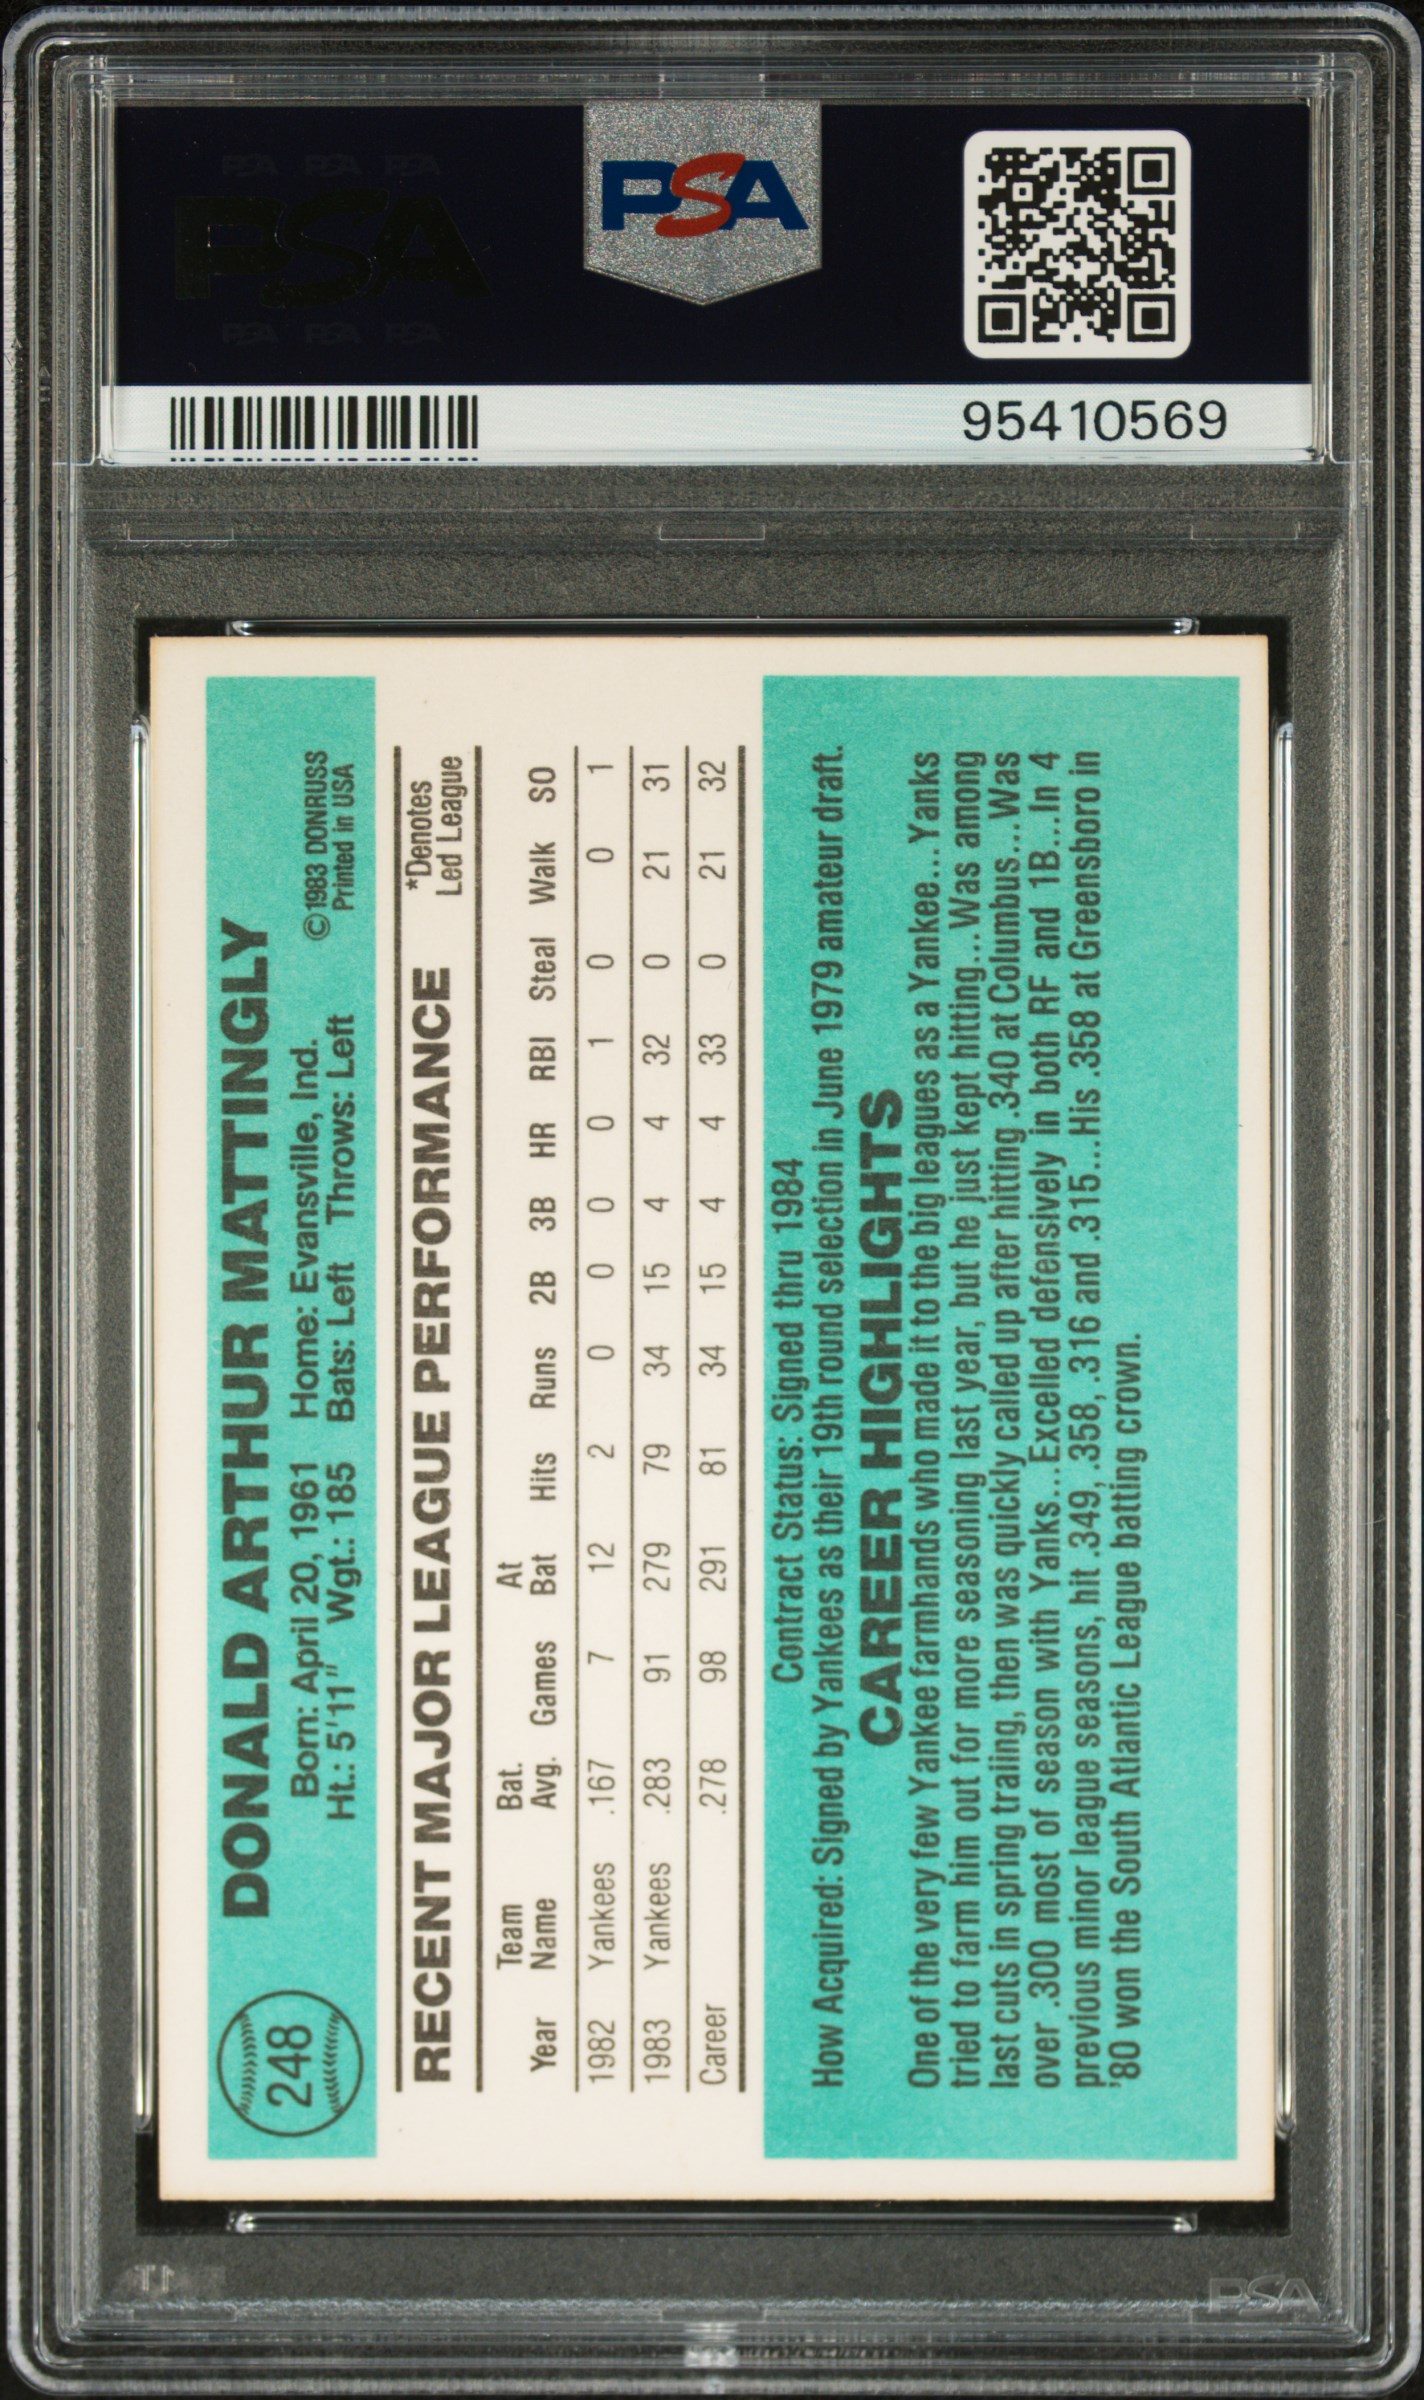 PSA PSA PSA
PSA
PSA PSA PSA
PSA
95410569
248
DONALD ARTHUR MATTINGLY
Born: April 20, 1961 Home: Evansville, Ind.
Ht.: 5'11" Wgt.: 185 Bats: Left Throws: Left
©1983 DONRUSS
Printed in USA
RECENT MAJOR LEAGUE PERFORMANCE
*Denotes
Led League
Year Team Name Bat. Avg. Games At Bat Hits Runs 2B 3B HR RBI Steal Walk SO
1982 Yankees .167 7 12 2 0 0 0 0 1 0 0 1
1983 Yankees .283 91 279 79 34 15 4 4 32 0 21 31
Career .278 98 291 81 34 15 4 4 33 0 21 32
Contract Status: Signed thru 1984
How Acquired: Signed by Yankees as their 19th round selection in June 1979 amateur draft.
CAREER HIGHLIGHTS
One of the very few Yankee farmhands who made it to the big leagues as a Yankee...Yanks
tried to farm him out for more seasoning last year, but he just kept hitting...Was among
last cuts in spring traiing, then was quickly called up after hitting .340 at Columbus...Was
over .300 most of season with Yanks...Excelled defensively in both RF and 1B...In 4
previous minor league seasons, hit .349, .358, .316 and .315...His .358 at Greensboro in
'80 won the South Atlantic League batting crown.
PSA